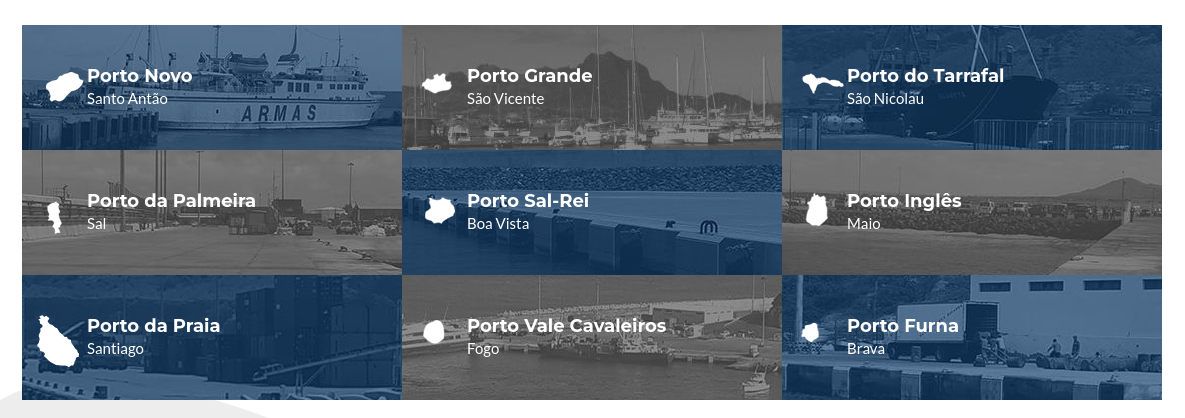 Porto Novo
Santo Antão
ARMAS
Porto Grande
São Vicente
Porto do Tarrafal
São Nicolau
Porto da Palmeira
Sal
Porto Sal-Rei
Boa Vista
Porto Inglês
Maio
Porto da Praia
Santiago
Porto Vale Cavaleiros
Fogo
Porto Furna
Brava